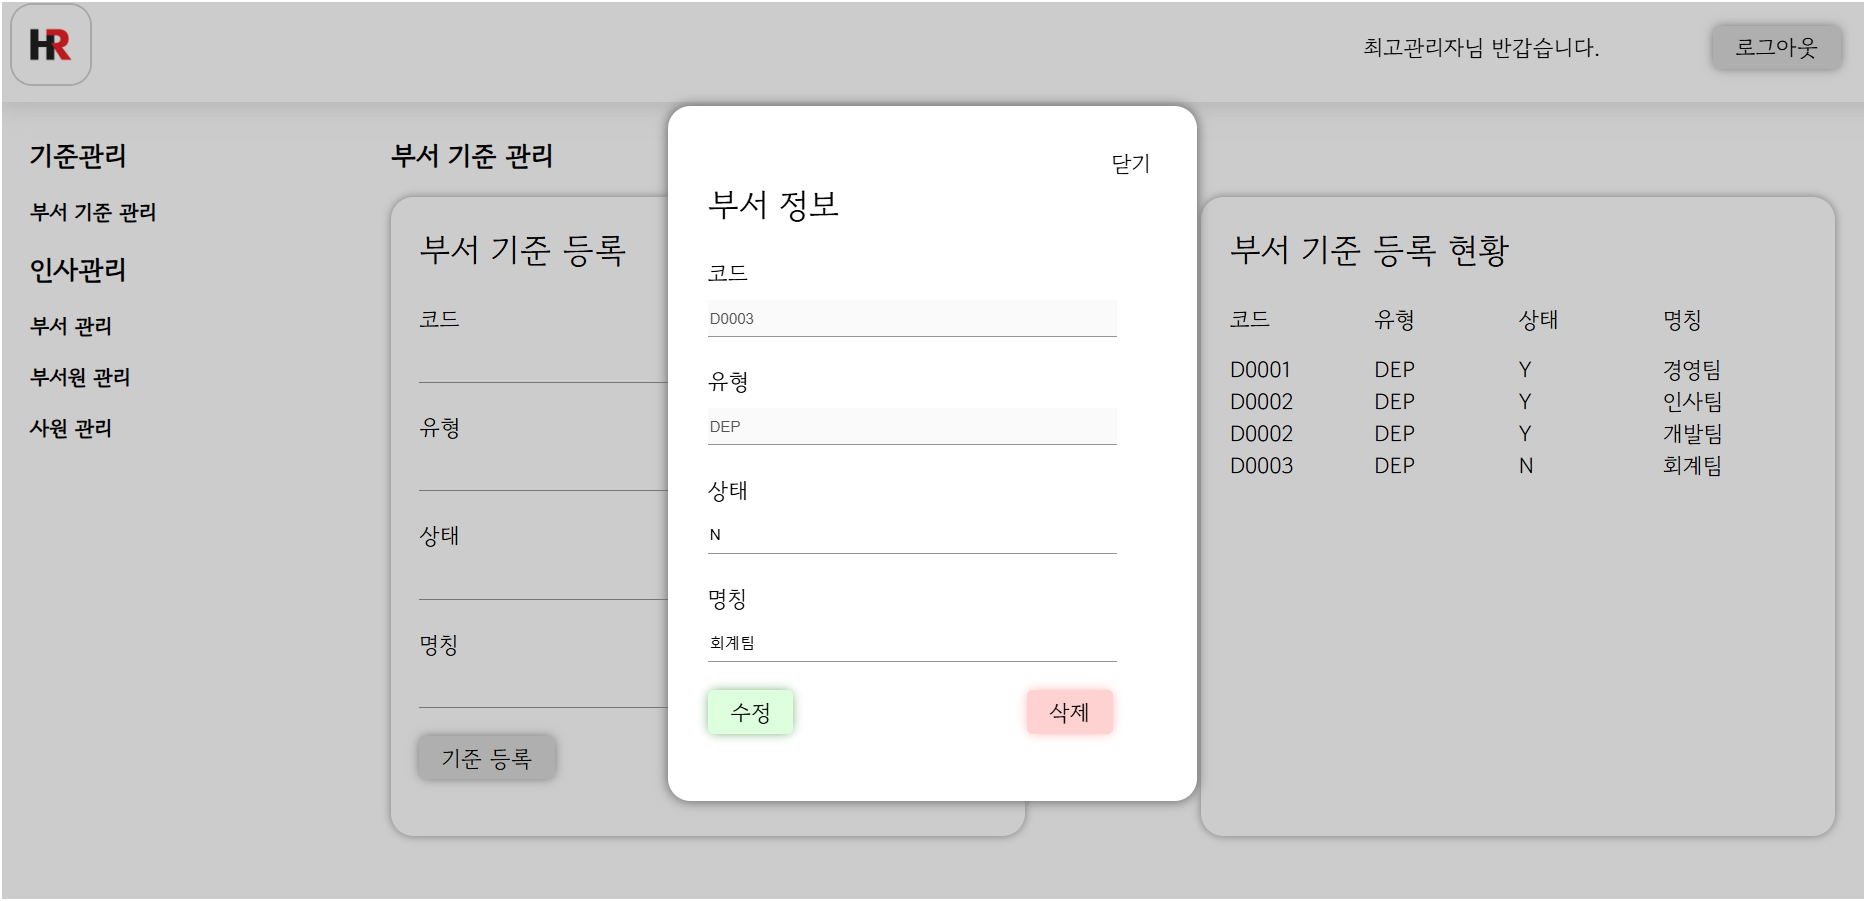 HR
최고관리자님 반갑습니다.
로그아웃
기준관리
부서 기준 관리
인사관리
부서 관리
부서원 관리
사원 관리
부서 기준 관리
부서 기준 등록
코드
유형
상태
명칭
기준 등록
닫기
부서 정보
코드
D0003
유형
DEP
상태
N
명칭
회계팀
수정 삭제
부서 기준 등록 현황
코드 유형 상태 명칭
D0001 DEP Y 경영팀
D0002 DEP Y 인사팀
D0002 DEP Y 개발팀
D0003 DEP N 회계팀